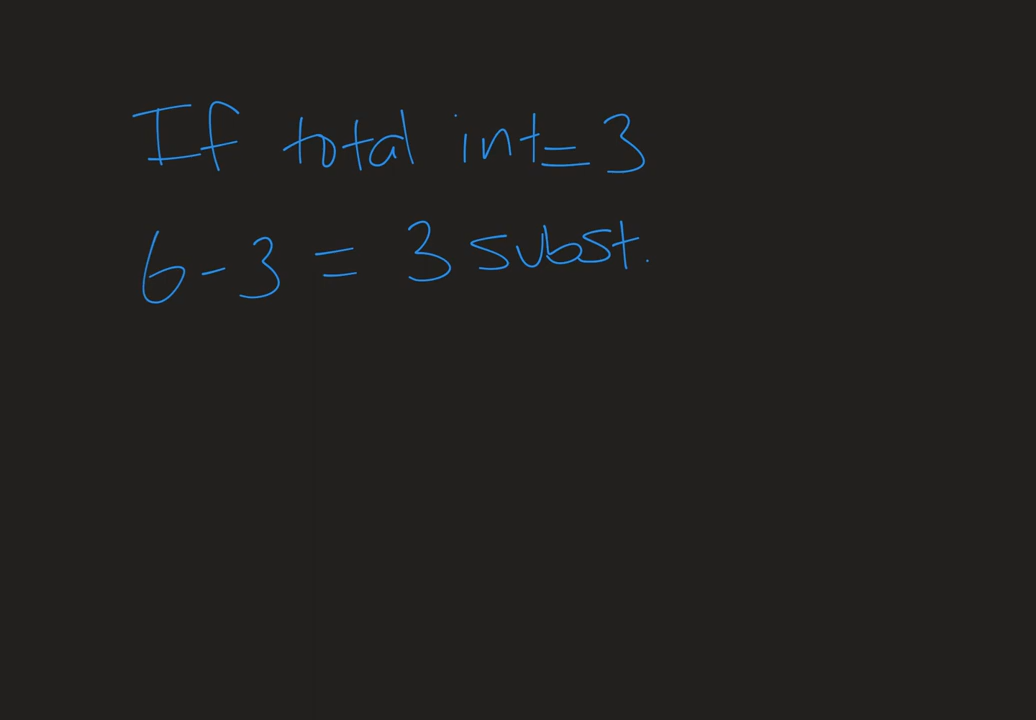 If total int = 3
6 - 3 = 3 subst.